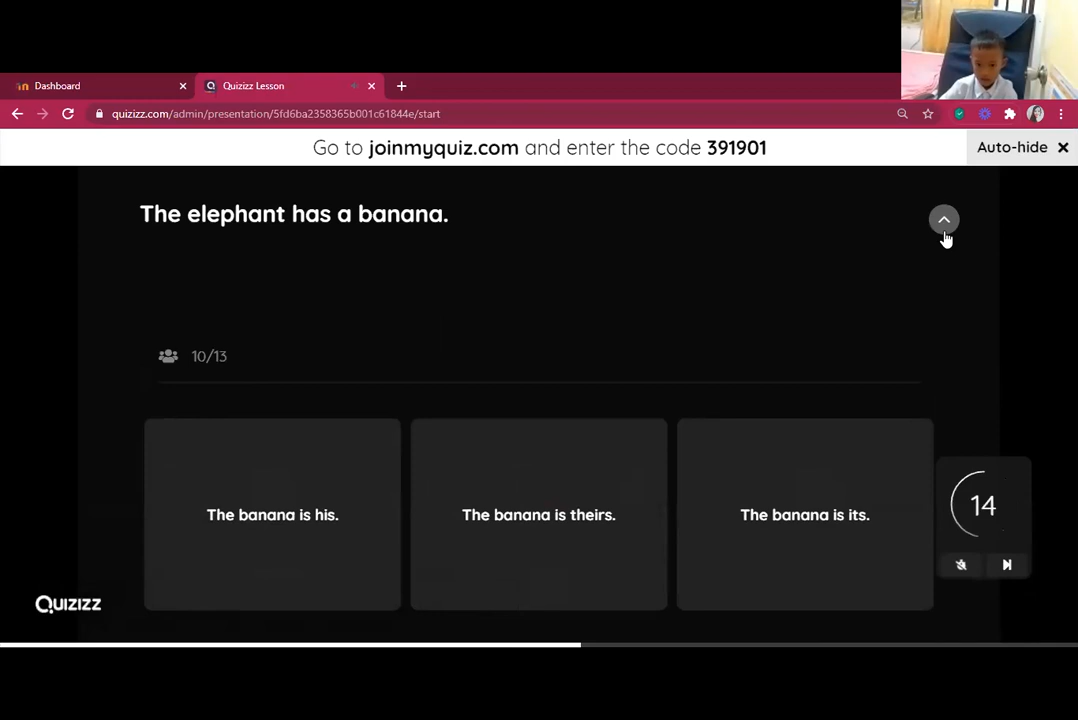 Dashboard
Quizizz Lesson
quizizz.com/admin/presentation/5fd6ba2358365b001c61844e/start
Go to joinmyquiz.com and enter the code 391901
Auto-hide
The elephant has a banana.
10/13
The banana is his.
The banana is theirs.
The banana is its.
14
Quizizz